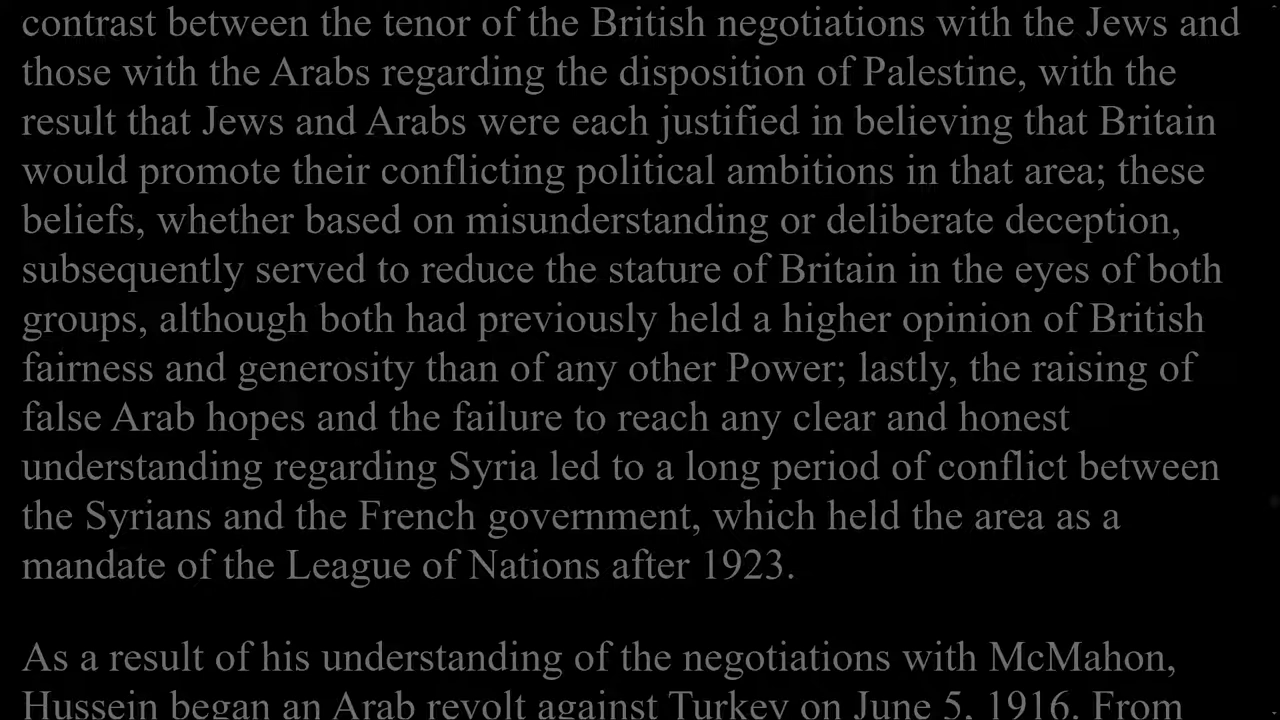 contrast between the tenor of the British negotiations with the Jews and
those with the Arabs regarding the disposition of Palestine, with the
result that Jews and Arabs were each justified in believing that Britain
would promote their conflicting political ambitions in that area; these
beliefs, whether based on misunderstanding or deliberate deception,
subsequently served to reduce the stature of Britain in the eyes of both
groups, although both had previously held a higher opinion of British
fairness and generosity than of any other Power; lastly, the raising of
false Arab hopes and the failure to reach any clear and honest
understanding regarding Syria led to a long period of conflict between
the Syrians and the French government, which held the area as a
mandate of the League of Nations after 1923.

As a result of his understanding of the negotiations with McMahon,
Hussein began an Arab revolt against Turkey on June 5, 1916. From